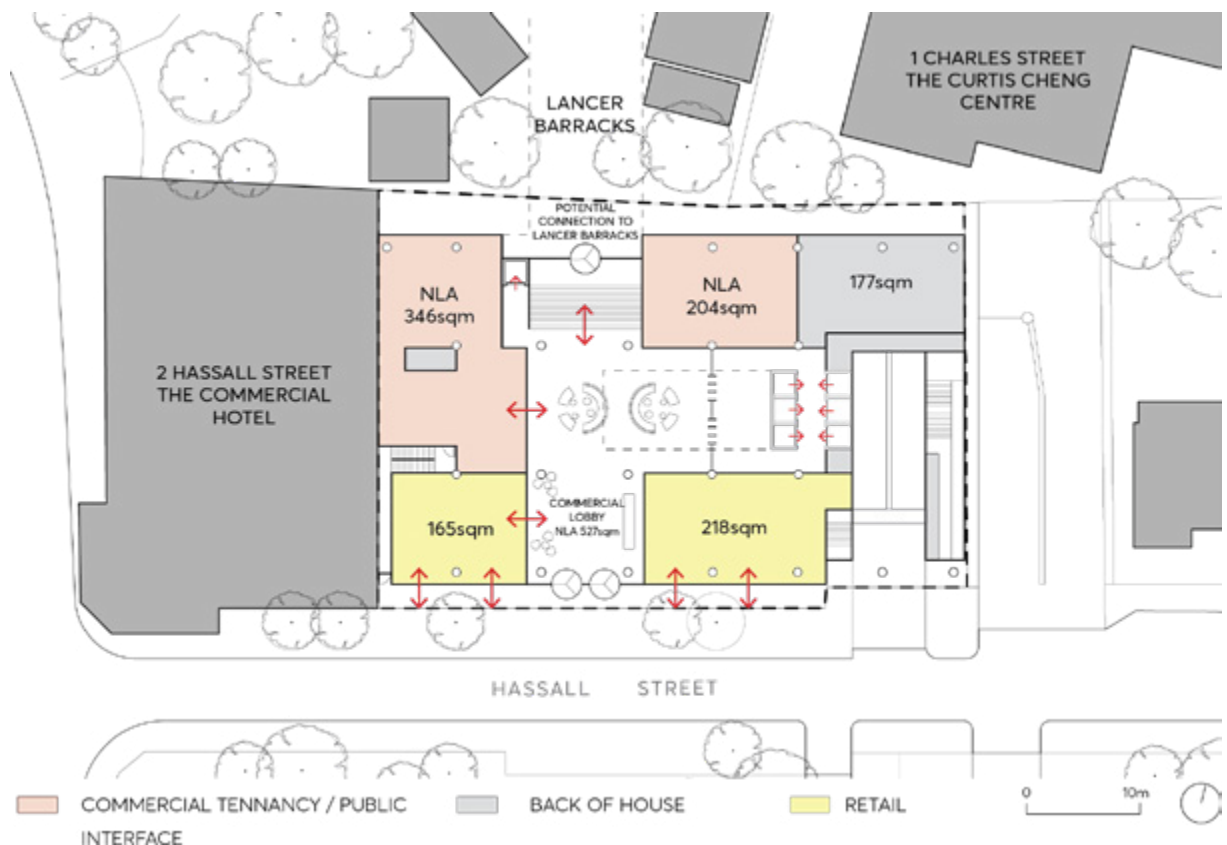 1 CHARLES STREET
THE CURTIS CHENG
CENTRE
LANCER
BARRACKS
POTENTIAL
CONNECTION TO
LANCER BARRACKS
NLA
346sqm
NLA
204sqm
177sqm
2 HASSALL STREET
THE COMMERCIAL
HOTEL
COMMERCIAL
LOBBY
NLA 527sqm
165sqm
218sqm
HASSALL STREET
COMMERCIAL TENNANCY / PUBLIC
INTERFACE
BACK OF HOUSE
RETAIL
0 10m